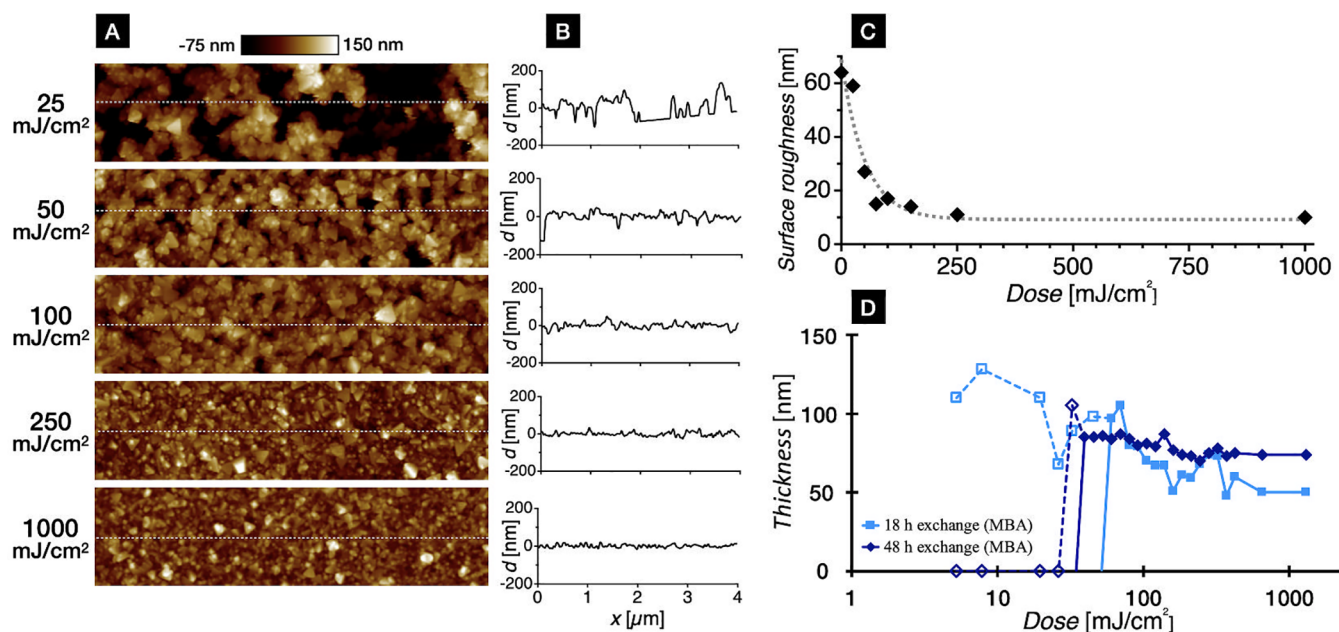 A
-75 nm
150 nm
25
mJ/cm²
50
mJ/cm²
100
mJ/cm²
250
mJ/cm²
1000
mJ/cm²
B
200
0
-200
d [nm]
200
0
-200
d [nm]
200
0
-200
d [nm]
200
0
-200
d [nm]
200
0
-200
d [nm]
0 1 2 3 4
x [µm]
C
Surface roughness [nm]
60
40
20
0
0 250 500 750 1000
Dose [mJ/cm²]
D
Thickness [nm]
150
100
50
0
18 h exchange (MBA)
48 h exchange (MBA)
1 10 100 1000
Dose [mJ/cm²]